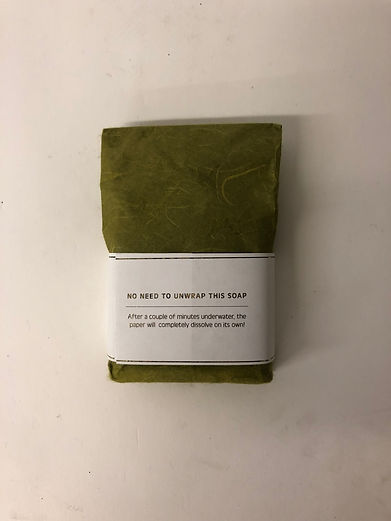 NO NEED TO UNWRAP THIS SOAP
After a couple of minutes underwater, the
paper will completely dissolve on its own!